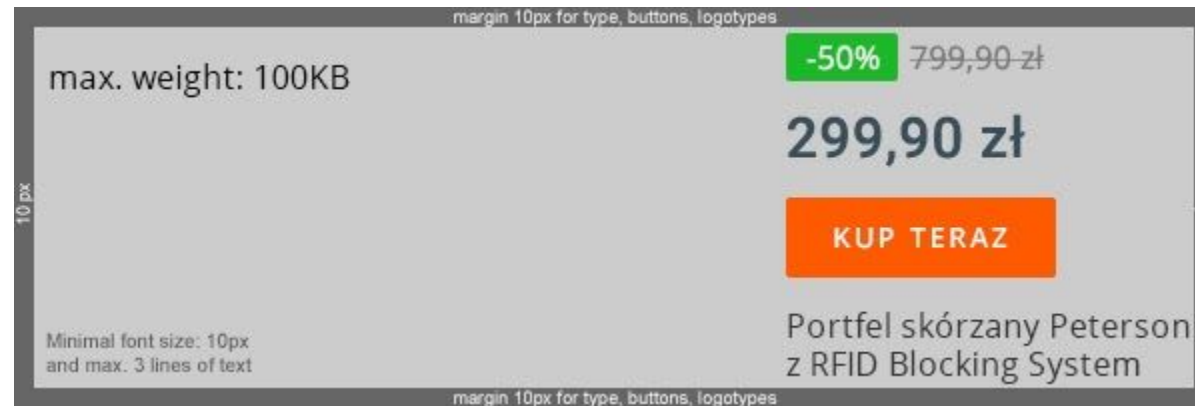 margin 10px for type, buttons, logotypes
max. weight: 100KB
-50% 799,90 zł
299,90 zł
10 px
KUP TERAZ
Portfel skórzany Peterson
z RFID Blocking System
Minimal font size: 10px
and max. 3 lines of text
margin 10px for type, buttons, logotypes